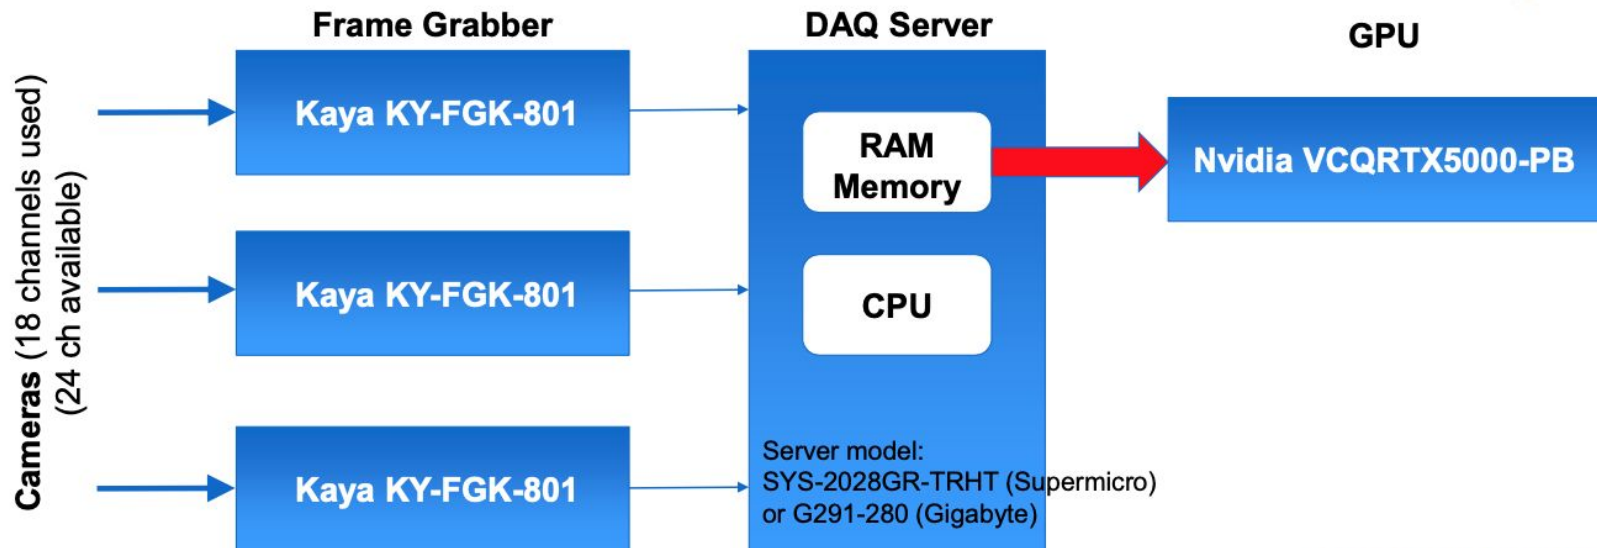 Frame Grabber
DAQ Server
GPU
Cameras (18 channels used)
(24 ch available)
Kaya KY-FGK-801
Kaya KY-FGK-801
Kaya KY-FGK-801
RAM
Memory
CPU
Server model:
SYS-2028GR-TRHT (Supermicro)
or G291-280 (Gigabyte)
Nvidia VCQRTX5000-PB